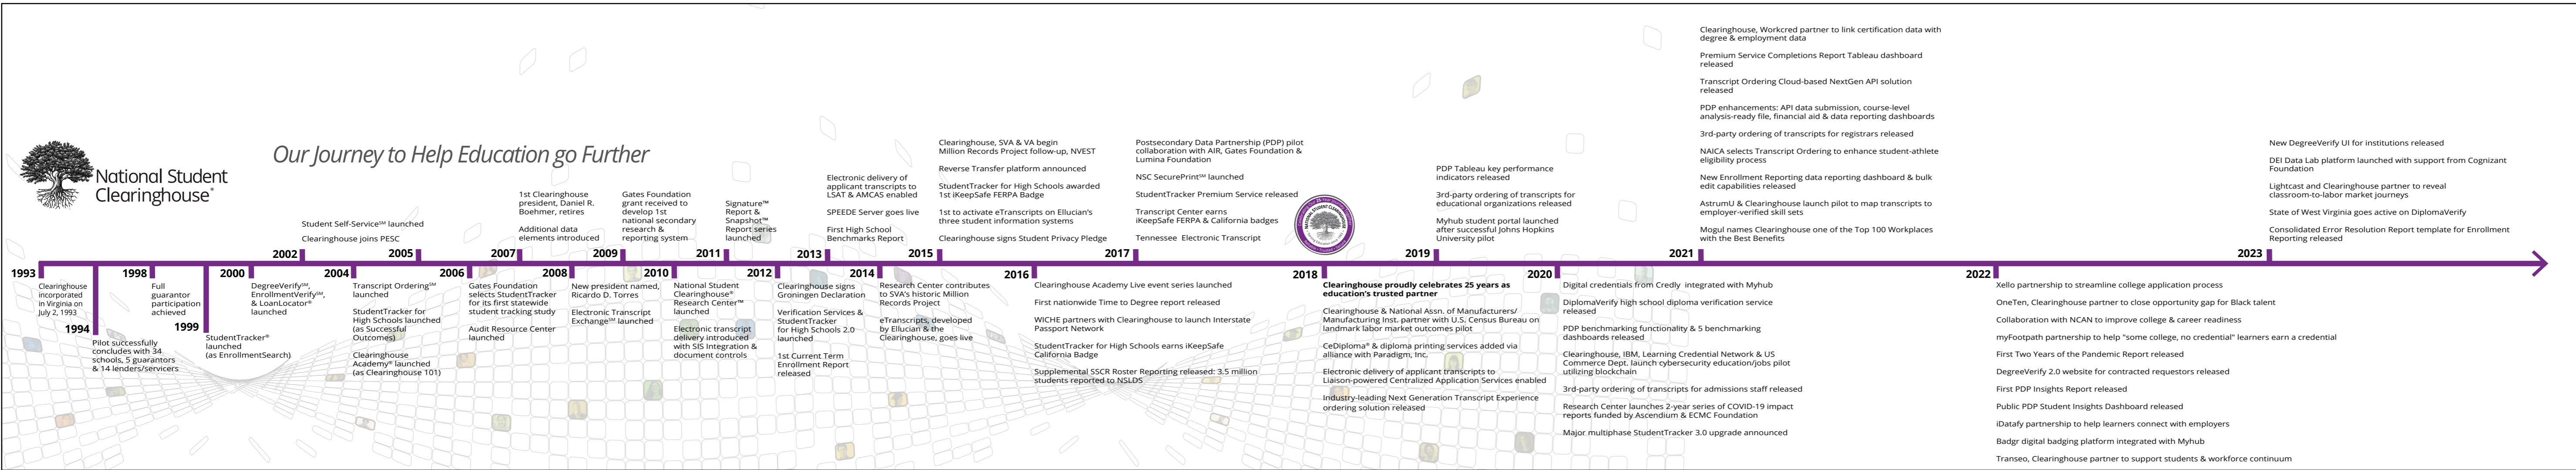 National Student
Clearinghouse®
Our Journey to Help Education go Further
1993
Clearinghouse
incorporated
in Virginia on
July 2, 1993
1994
Pilot successfully
concludes with 34
schools, 5 guarantors
& 14 lenders/servicers
1998
Full
guarantor
participation
achieved
1999
StudentTracker®
launched
(as EnrollmentSearch)
2000
DegreeVerify℠,
EnrollmentVerify℠,
& LoanLocator®
launched
2002
Student Self-Service℠ launched
Clearinghouse joins PESC
2004
Transcript Ordering℠
launched
StudentTracker for
High Schools launched
(as Successful
Outcomes)
Clearinghouse
Academy® launched
(as Clearinghouse 101)
2005
2006
Gates Foundation
selects StudentTracker
for its first statewide
student tracking study
Audit Resource Center
launched
2007
1st Clearinghouse
president, Daniel R.
Boehmer, retires
Additional data
elements introduced
2008
New president named,
Ricardo D. Torres
Electronic Transcript
Exchange℠ launched
2009
Gates Foundation
grant received to
develop 1st
national secondary
research &
reporting system
2010
National Student
Clearinghouse®
Research Center™
launched
Electronic transcript
delivery introduced
with SIS Integration &
document controls
2011
Signature™
Report &
Snapshot™
Report series
launched
2012
Clearinghouse signs
Groningen Declaration
Verification Services &
StudentTracker
for High Schools 2.0
launched
1st Current Term
Enrollment Report
released
2013
Electronic delivery of
applicant transcripts to
LSAT & AMCAS enabled
SPEEDE Server goes live
First High School
Benchmarks Report
2014
Research Center contributes
to SVA's historic Million
Records Project
eTranscripts, developed
by Ellucian & the
Clearinghouse, goes live
2015
Clearinghouse, SVA & VA begin
Million Records Project follow-up, NVEST
Reverse Transfer platform announced
StudentTracker for High Schools awarded
1st iKeepSafe FERPA Badge
1st to activate eTranscripts on Ellucian's
three student information systems
Clearinghouse signs Student Privacy Pledge
2016
Clearinghouse Academy Live event series launched
First nationwide Time to Degree report released
WICHE partners with Clearinghouse to launch Interstate
Passport Network
StudentTracker for High Schools earns iKeepSafe
California Badge
Supplemental SSCR Roster Reporting released: 3.5 million
students reported to NSLDS
2017
Postsecondary Data Partnership (PDP) pilot
collaboration with AIR, Gates Foundation &
Lumina Foundation
NSC SecurePrint℠ launched
StudentTracker Premium Service released
Transcript Center earns
iKeepSafe FERPA & California badges
Tennessee Electronic Transcript
2018
Clearinghouse proudly celebrates 25 years as
education's trusted partner
Clearinghouse & National Assn. of Manufacturers/
Manufacturing Inst. partner with U.S. Census Bureau on
landmark labor market outcomes pilot
CeDiploma® & diploma printing services added via
alliance with Paradigm, Inc.
Electronic delivery of applicant transcripts to
Liaison-powered Centralized Application Services enabled
Industry-leading Next Generation Transcript Experience
ordering solution released
2019
PDP Tableau key performance
indicators released
3rd-party ordering of transcripts for
educational organizations released
Myhub student portal launched
after successful Johns Hopkins
University pilot
2020
Digital credentials from Credly integrated with Myhub
DiplomaVerify high school diploma verification service
released
PDP benchmarking functionality & 5 benchmarking
dashboards released
Clearinghouse, IBM, Learning Credential Network & US
Commerce Dept. launch cybersecurity education/jobs pilot
utilizing blockchain
3rd-party ordering of transcripts for admissions staff released
Research Center launches 2-year series of COVID-19 impact
reports funded by Ascendium & ECMC Foundation
Major multiphase StudentTracker 3.0 upgrade announced
2021
Clearinghouse, Workcred partner to link certification data with
degree & employment data
Premium Service Completions Report Tableau dashboard
released
Transcript Ordering Cloud-based NextGen API solution
released
PDP enhancements: API data submission, course-level
analysis-ready file, financial aid & data reporting dashboards
3rd-party ordering of transcripts for registrars released
NAICA selects Transcript Ordering to enhance student-athlete
eligibility process
New Enrollment Reporting data reporting dashboard & bulk
edit capabilities released
AstrumU & Clearinghouse launch pilot to map transcripts to
employer-verified skill sets
Mogul names Clearinghouse one of the Top 100 Workplaces
with the Best Benefits
2022
Xello partnership to streamline college application process
OneTen, Clearinghouse partner to close opportunity gap for Black talent
Collaboration with NCAN to improve college & career readiness
myFootpath partnership to help "some college, no credential" learners earn a credential
First Two Years of the Pandemic Report released
DegreeVerify 2.0 website for contracted requestors released
First PDP Insights Report released
Public PDP Student Insights Dashboard released
iDatafy partnership to help learners connect with employers
Badgr digital badging platform integrated with Myhub
Transeo, Clearinghouse partner to support students & workforce continuum
2023
New DegreeVerify UI for institutions released
DEI Data Lab platform launched with support from Cognizant
Foundation
Lightcast and Clearinghouse partner to reveal
classroom-to-labor market journeys
State of West Virginia goes active on DiplomaVerify
Consolidated Error Resolution Report template for Enrollment
Reporting released